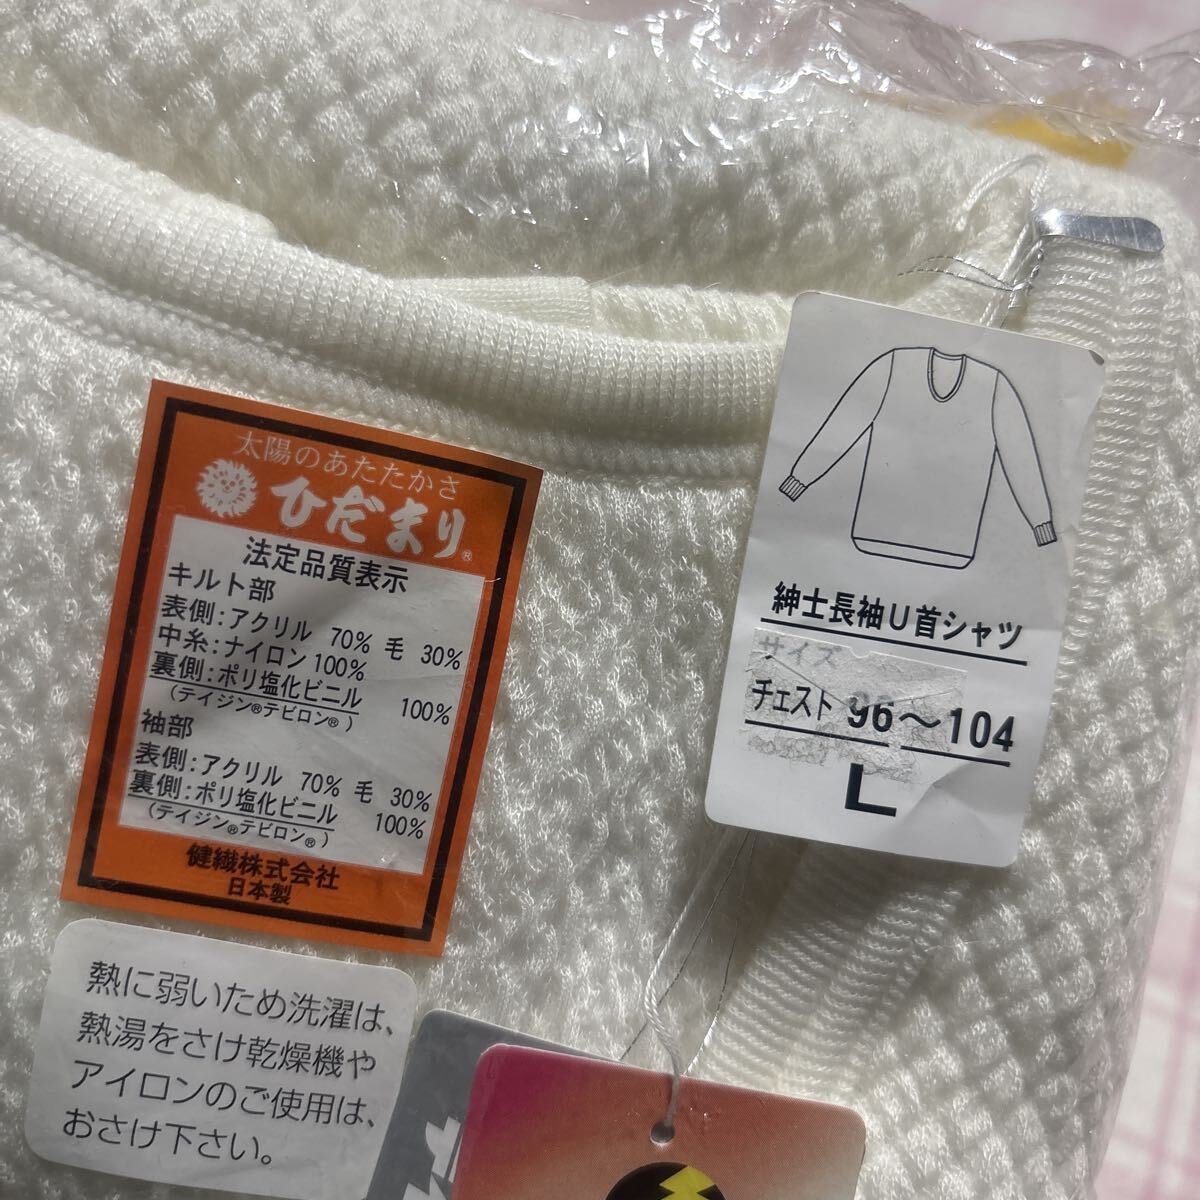 太陽のあたたかさ
ひだまり®
法定品質表示
キルト部
表側:アクリル 70% 毛 30%
中糸:ナイロン 100%
裏側:ポリ塩化ビニル 100%
(テイジン®テビロン®)
袖部
表側:アクリル 70% 毛 30%
裏側:ポリ塩化ビニル 100%
(テイジン®テビロン®)
健繊株式会社
日本製
熱に弱いため洗濯は、
熱湯をさけ乾燥機や
アイロンのご使用は、
おさけ下さい。
紳士長袖U首シャツ
サイズ
チェスト 96〜104
L